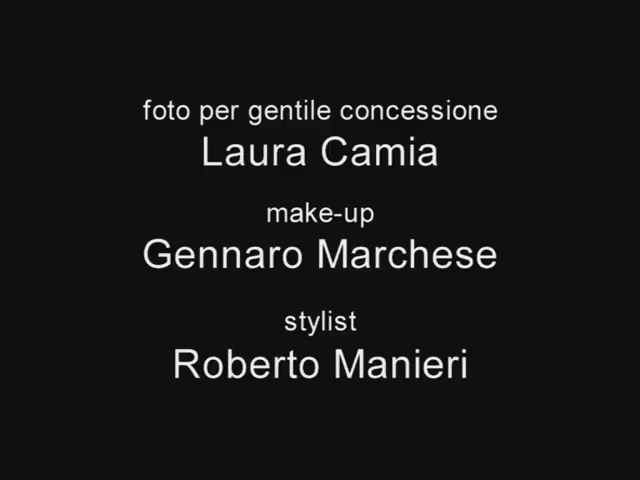 foto per gentile concessione
Laura Camia
make-up
Gennaro Marchese
stylist
Roberto Manieri